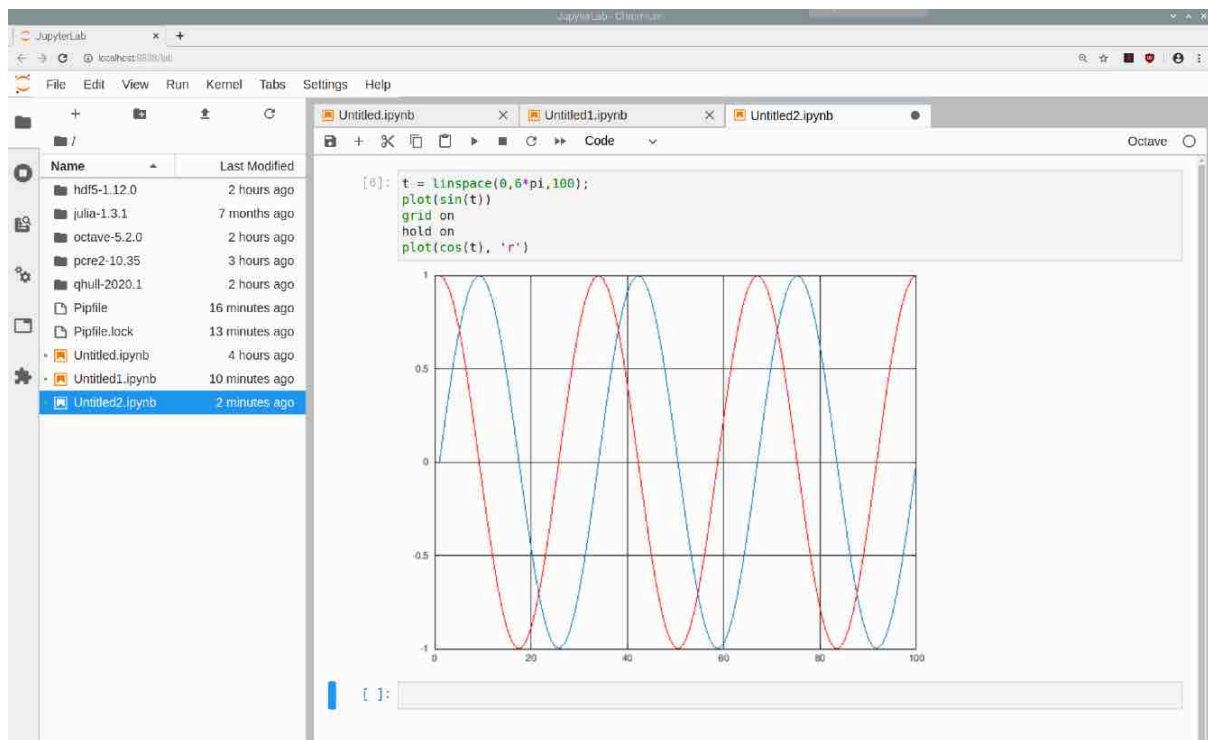 JupyterLab - Chromium
JupyterLab
localhost:8888/lab
File Edit View Run Kernel Tabs Settings Help
/
Name Last Modified
hdf5-1.12.0 2 hours ago
julia-1.3.1 7 months ago
octave-5.2.0 2 hours ago
pcre2-10.35 3 hours ago
qhull-2020.1 2 hours ago
Pipfile 16 minutes ago
Pipfile.lock 13 minutes ago
Untitled.ipynb 4 hours ago
Untitled1.ipynb 10 minutes ago
Untitled2.ipynb 2 minutes ago
Untitled.ipynb Untitled1.ipynb Untitled2.ipynb
Code Octave
[6]: t = linspace(0,6*pi,100);
plot(sin(t))
grid on
hold on
plot(cos(t), 'r')
1
0.5
0
-0.5
-1
0 20 40 60 80 100
[ ]: